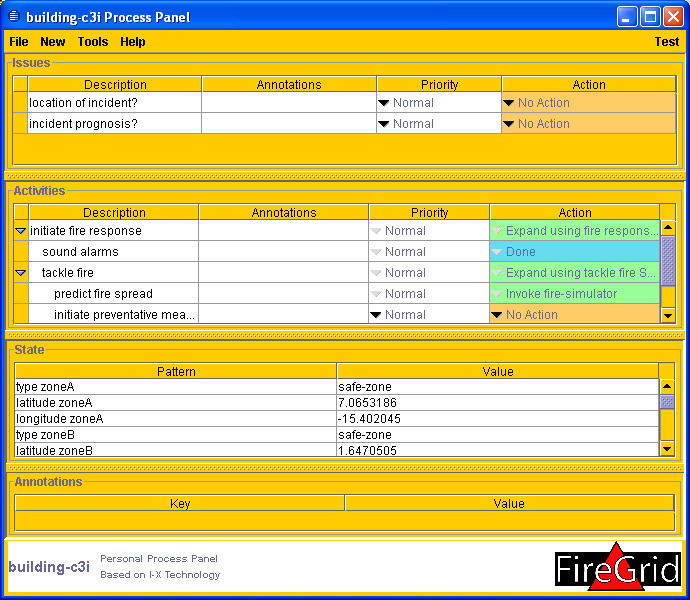 building-c3i Process Panel
File New Tools Help Test
Issues
Description Annotations Priority Action
location of incident? Normal No Action
incident prognosis? Normal No Action
Activities
Description Annotations Priority Action
initiate fire response Normal Expand using fire respons...
sound alarms Normal Done
tackle fire Normal Expand using tackle fire S...
predict fire spread Normal Invoke fire-simulator
initiate preventative mea... Normal No Action
State
Pattern Value
type zoneA safe-zone
latitude zoneA 7.0653186
longitude zoneA -15.402045
type zoneB safe-zone
latitude zoneB 1.6470505
Annotations
Key Value
building-c3i
Personal Process Panel
Based on I-X Technology
FireGrid